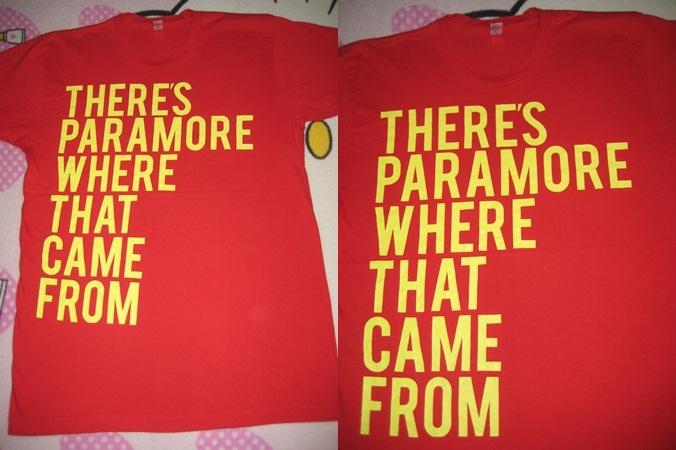 THERE'S
PARAMORE
WHERE
THAT
CAME
FROM
THERE'S
PARAMORE
WHERE
THAT
CAME
FROM